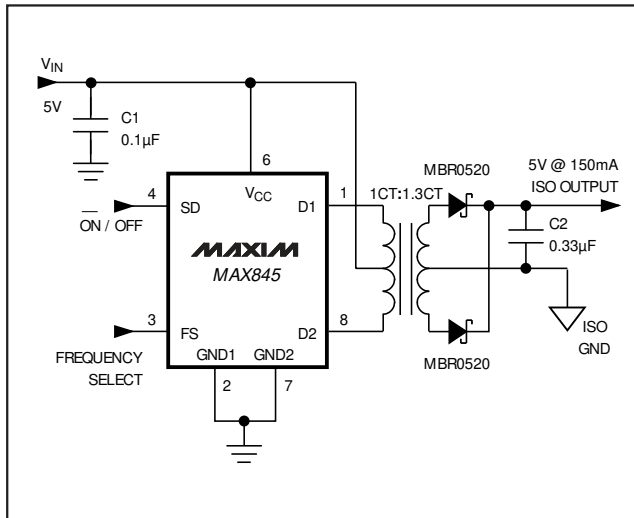 VIN
5V
C1
0.1µF
6
VCC
4
SD
ON / OFF
MAXIM
MAX845
3
FS
FREQUENCY
SELECT
GND1
GND2
2
7
D1
1
D2
8
1CT:1.3CT
MBR0520
MBR0520
5V @ 150mA
ISO OUTPUT
C2
0.33µF
ISO
GND